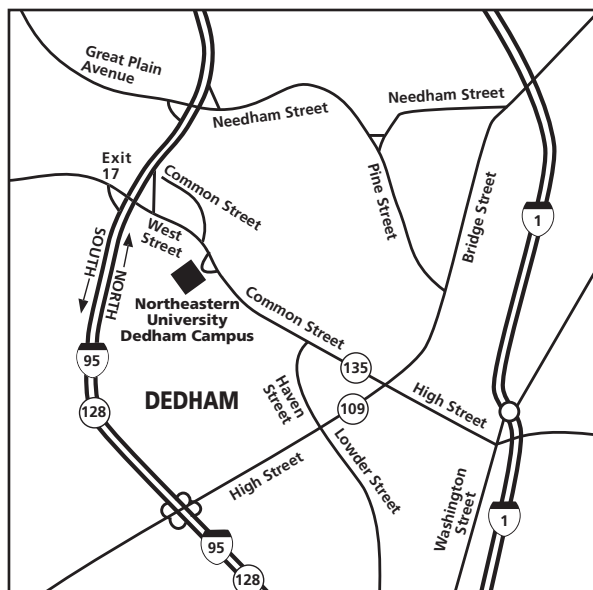 Great Plain
Avenue
Needham Street
Needham Street
Exit
17
Common Street
West
Street
Pine Street
Bridge Street
1
SOUTH
NORTH
Northeastern
University
Dedham Campus
Common Street
95
135
128
DEDHAM
Haven
Street
109
High Street
High Street
Lowder Street
Washington
Street
1
95
128